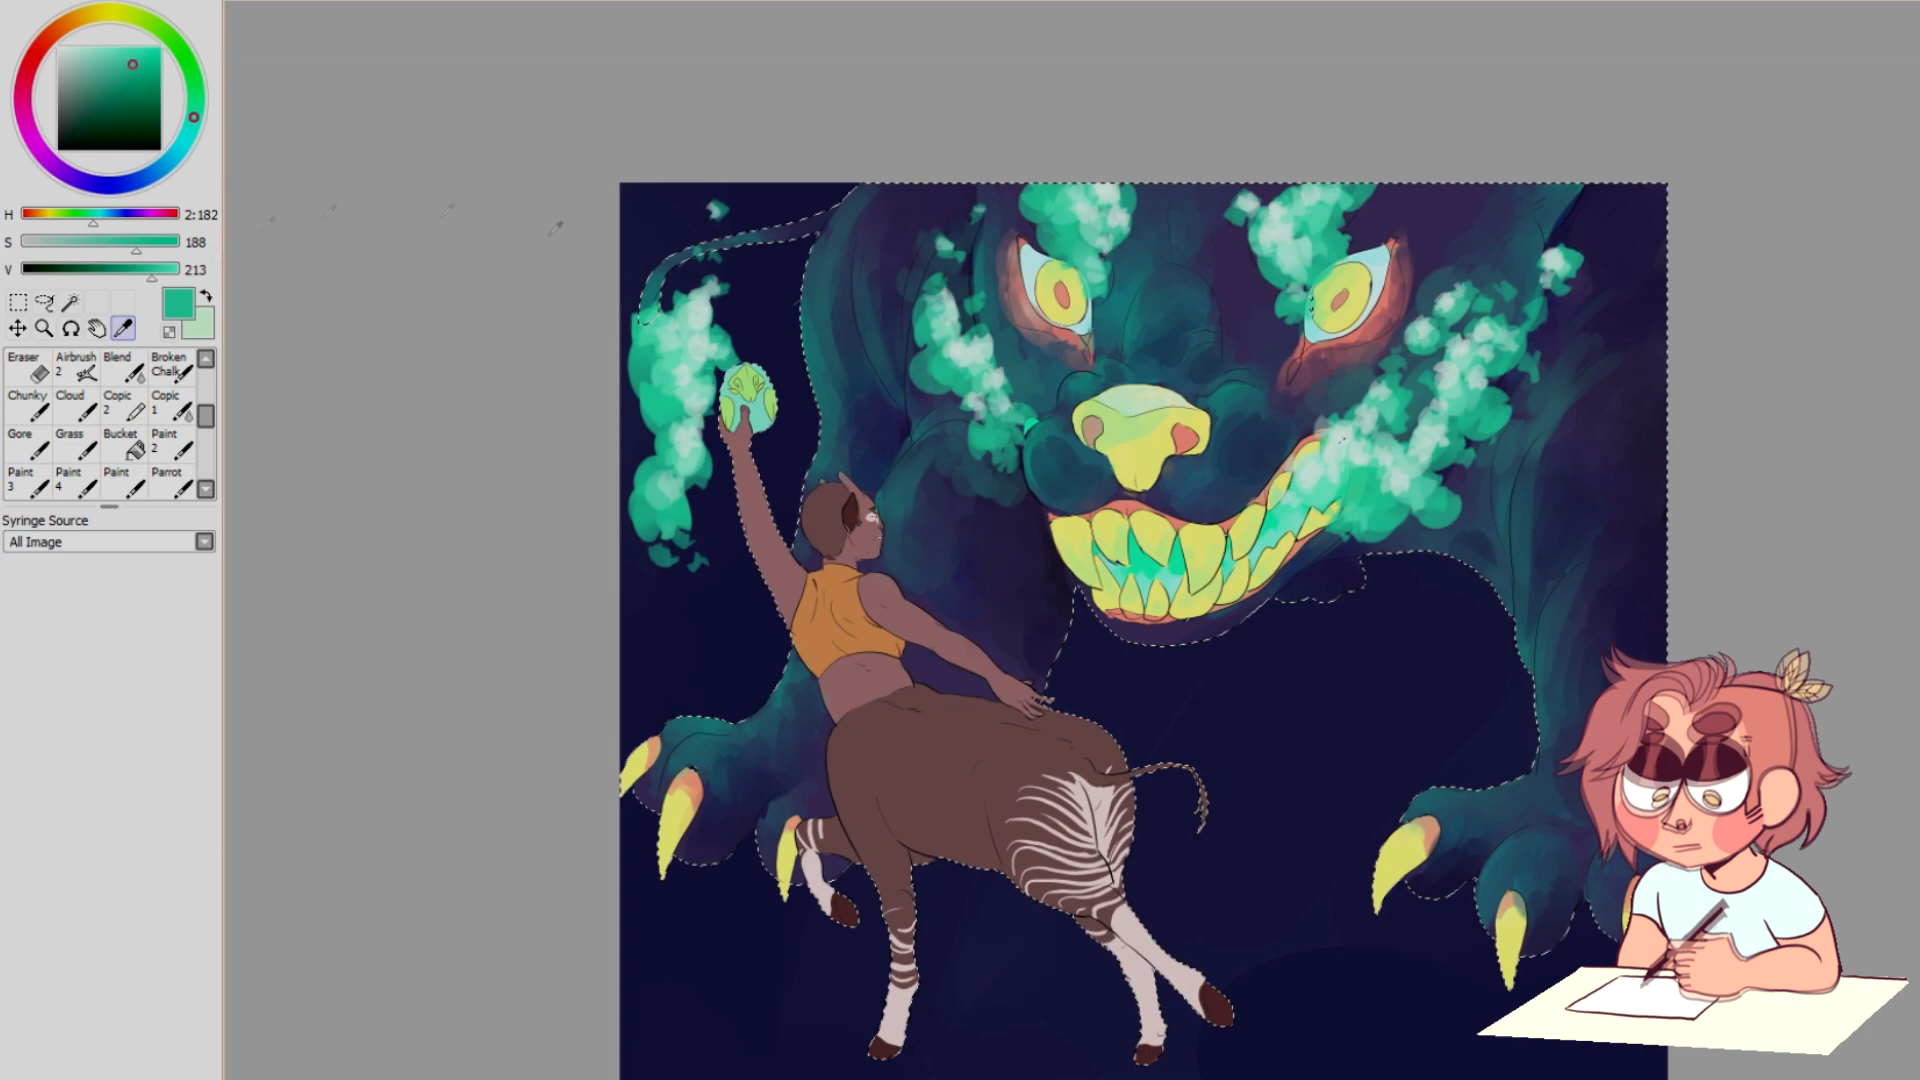 H 2:182
S 188
V 213
Eraser Airbrush 2 Blend Broken Chalk
Chunky Cloud Copic 2 Copic 1
Gore Grass Bucket Paint 2
Paint 3 Paint 4 Paint Parrot
Syringe Source
All Image